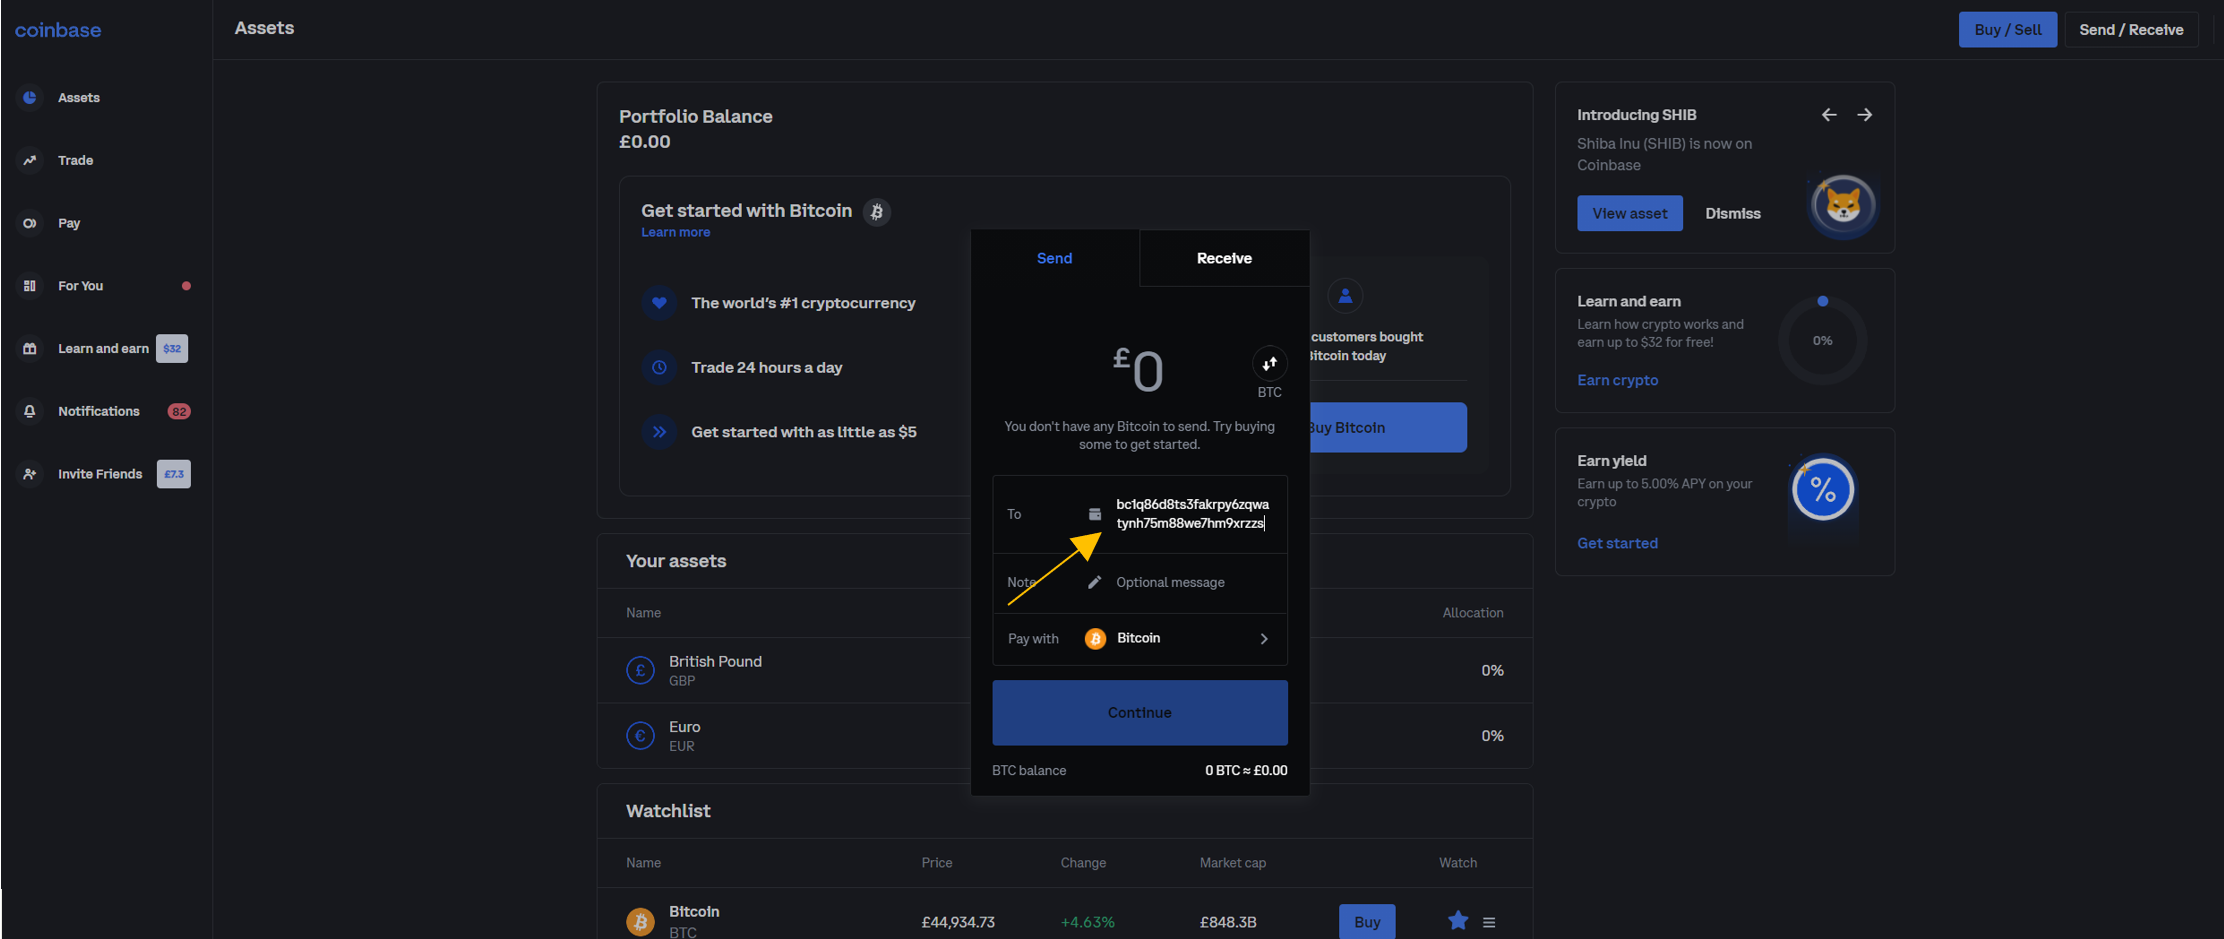 coinbase
Assets
Buy / Sell
Send / Receive
Assets
Trade
Pay
For You
Learn and earn $32
Notifications 82
Invite Friends £7.3
Portfolio Balance
£0.00
Get started with Bitcoin
Learn more
The world's #1 cryptocurrency
Trade 24 hours a day
Get started with as little as $5
customers bought
Bitcoin today
Buy Bitcoin
Send
Receive
£0
BTC
You don't have any Bitcoin to send. Try buying
some to get started.
To
bc1q86d8ts3fakrpy6zqwa
tynh75m88we7hm9xrzzs
Note
Optional message
Pay with
Bitcoin
Continue
BTC balance
0 BTC ≈ £0.00
Your assets
Name
Allocation
British Pound
GBP
0%
Euro
EUR
0%
Watchlist
Name
Price
Change
Market cap
Watch
Bitcoin
BTC
£44,934.73
+4.63%
£848.3B
Buy
Introducing SHIB
Shiba Inu (SHIB) is now on
Coinbase
View asset
Dismiss
Learn and earn
Learn how crypto works and
earn up to $32 for free!
0%
Earn crypto
Earn yield
Earn up to 5.00% APY on your
crypto
%
Get started